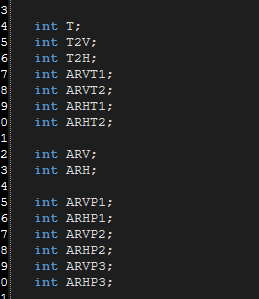 3
4 int T;
5 int T2V;
6 int T2H;
7 int ARVT1;
8 int ARVT2;
9 int ARHT1;
0 int ARHT2;
1
2 int ARV;
3 int ARH;
4
5 int ARVP1;
6 int ARHP1;
7 int ARVP2;
8 int ARHP2;
9 int ARVP3;
0 int ARHP3;